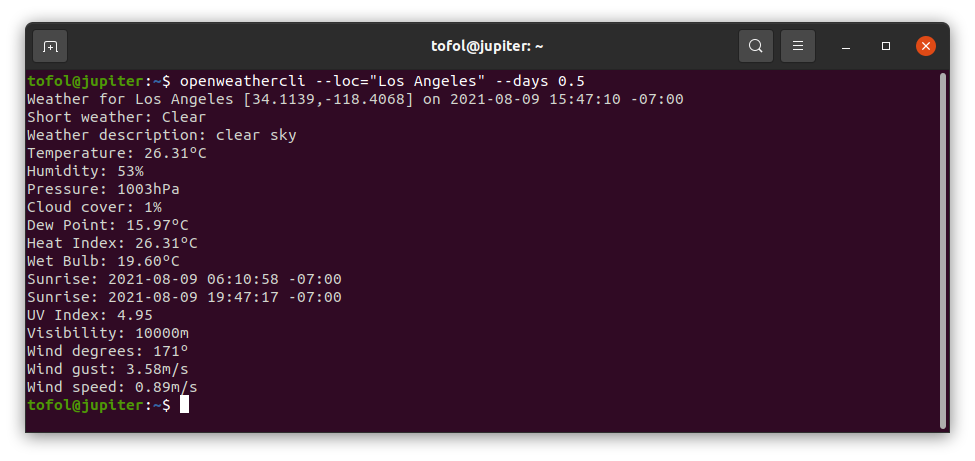 tofol@jupiter: ~
tofol@jupiter:~$ openweathercli --loc="Los Angeles" --days 0.5
Weather for Los Angeles [34.1139,-118.4068] on 2021-08-09 15:47:10 -07:00
Short weather: Clear
Weather description: clear sky
Temperature: 26.31ºC
Humidity: 53%
Pressure: 1003hPa
Cloud cover: 1%
Dew Point: 15.97ºC
Heat Index: 26.31ºC
Wet Bulb: 19.60ºC
Sunrise: 2021-08-09 06:10:58 -07:00
Sunrise: 2021-08-09 19:47:17 -07:00
UV Index: 4.95
Visibility: 10000m
Wind degrees: 171º
Wind gust: 3.58m/s
Wind speed: 0.89m/s
tofol@jupiter:~$